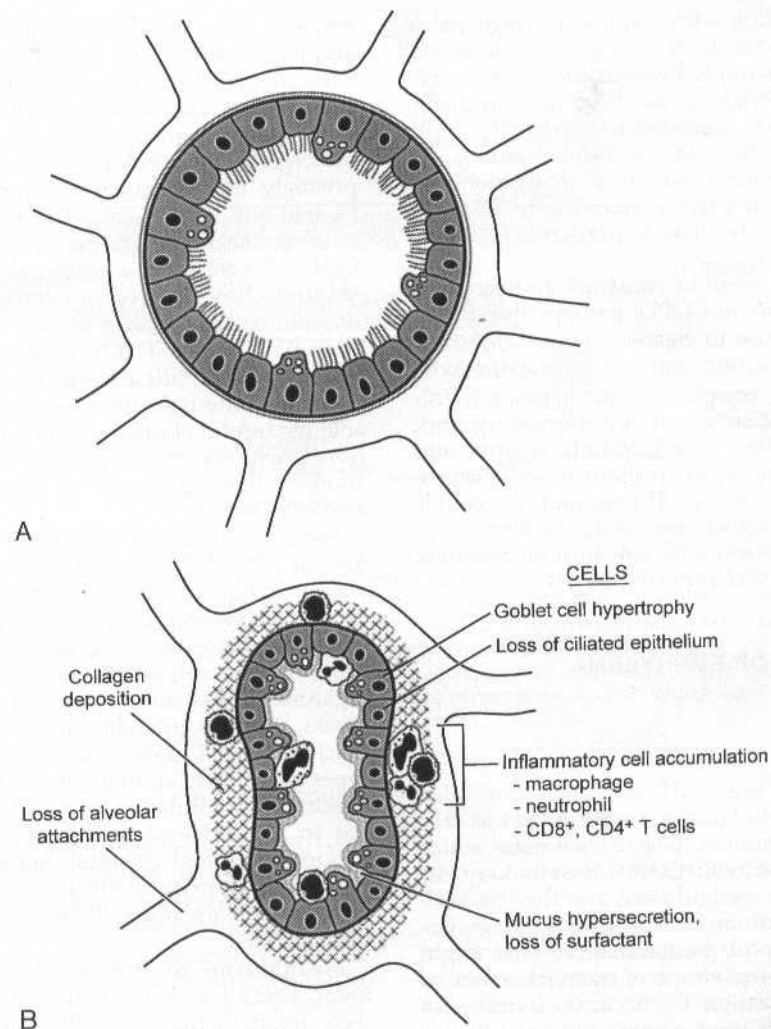 A
CELLS
Goblet cell hypertrophy
Loss of ciliated epithelium
Collagen
deposition
Inflammatory cell accumulation
- macrophage
- neutrophil
- CD8⁺, CD4⁺ T cells
Loss of alveolar
attachments
Mucus hypersecretion,
loss of surfactant
B